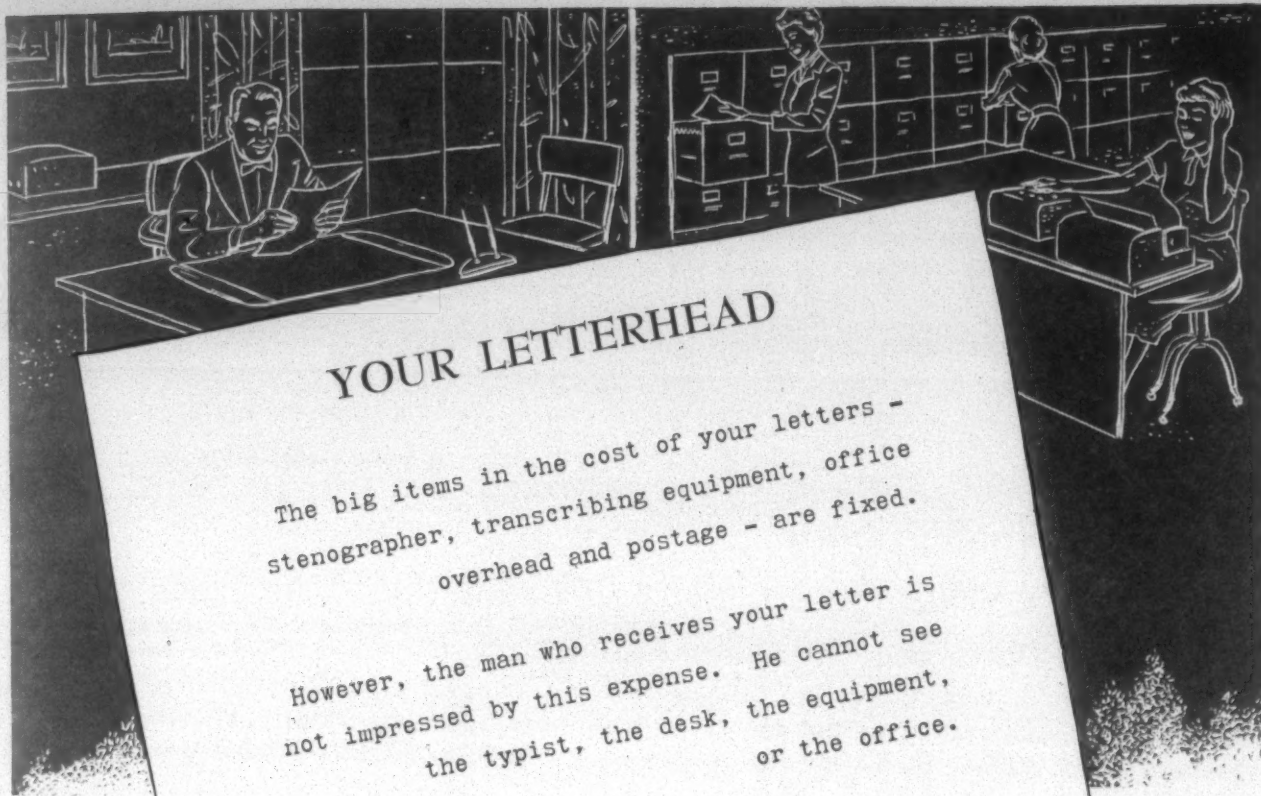 YOUR LETTERHEAD
The big items in the cost of your letters -
stenographer, transcribing equipment, office
overhead and postage - are fixed.
However, the man who receives your letter is
not impressed by this expense. He cannot see
the typist, the desk, the equipment,
or the office.